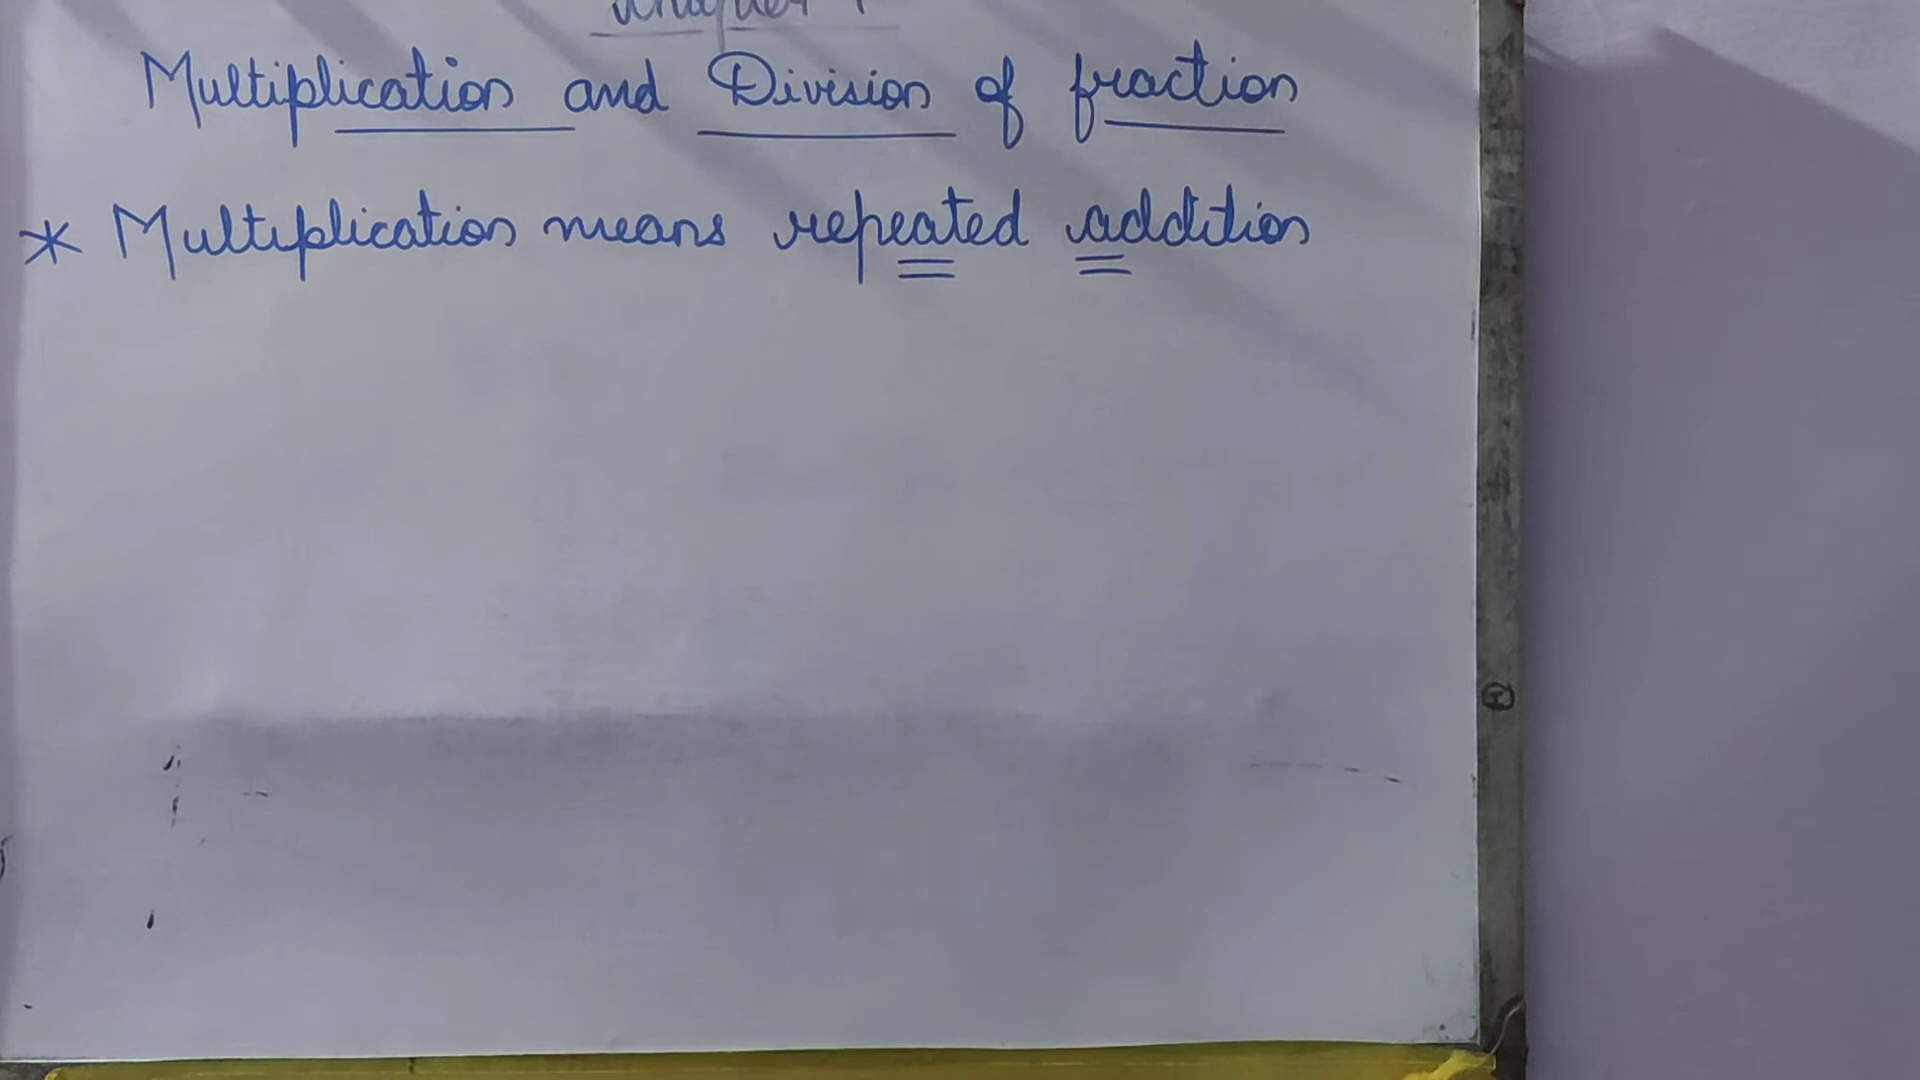 Multiplication and Division of fraction
* Multiplication means repeated addition